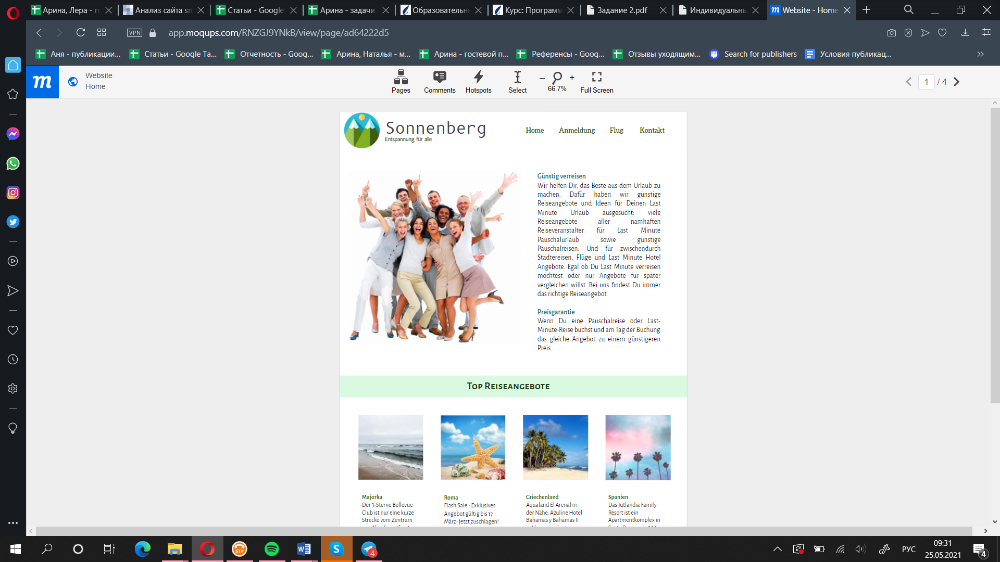 Арина, Лера - го
Анализ сайта sm
Статьи - Google
Арина - задачи
Образовательны
Курс: Программ
Задание 2.pdf
Индивидуальны
Website - Home
VPN
app.moqups.com/RNZGJ9YNkB/view/page/ad64222d5
Аня - публикации...
Статьи - Google Та...
Отчетность - Goog...
Арина, Наталья - м...
Арина - гостевой п...
Референсы - Goog...
Отзывы уходящим...
Search for publishers
Условия публикац...
m
Website
Home
Pages
Comments
Hotspots
Select
– +
66.7%
Full Screen
1 / 4
Sonnenberg
Entspannung für alle
Home Anmeldung Flug Kontakt
Günstig verreisen
Wir helfen Dir, das Beste aus dem Urlaub zu
machen. Dafür haben wir günstige
Reiseangebote und Ideen für Deinen Last
Minute Urlaub ausgesucht: viele
Reiseangebote aller namhaften
Reiseveranstalter für Last Minute
Pauschalurlaub sowie günstige
Pauschalreisen. Und für zwischendurch
Städtereisen, Flüge und Last Minute Hotel
Angebote. Egal ob Du Last Minute verreisen
möchtest oder nur Angebote für später
vergleichen willst. Bei uns findest Du immer
das richtige Reiseangebot.
Preisgarantie
Wenn Du eine Pauschalreise oder Last-
Minute-Reise buchst und am Tag der Buchung
das gleiche Angebot zu einem günstigeren
Preis .
Top Reiseangebote
Majorka
Der 3-Sterne Bellevue
Club ist nur eine kurze
Strecke vom Zentrum
Roma
Flash Sale - Exklusives
Angebot gültig bis 17
März- jetzt zuschlagen!
Griechenland
Aqualand El Arenal in
der Nähe. Azuline Hotel
Bahamas y Bahamas II
Spanien
Das Jutlandia Family
Resort ist ein
Apartmentkomplex in
SIP
4
РУС
09:31
25.05.2021
4